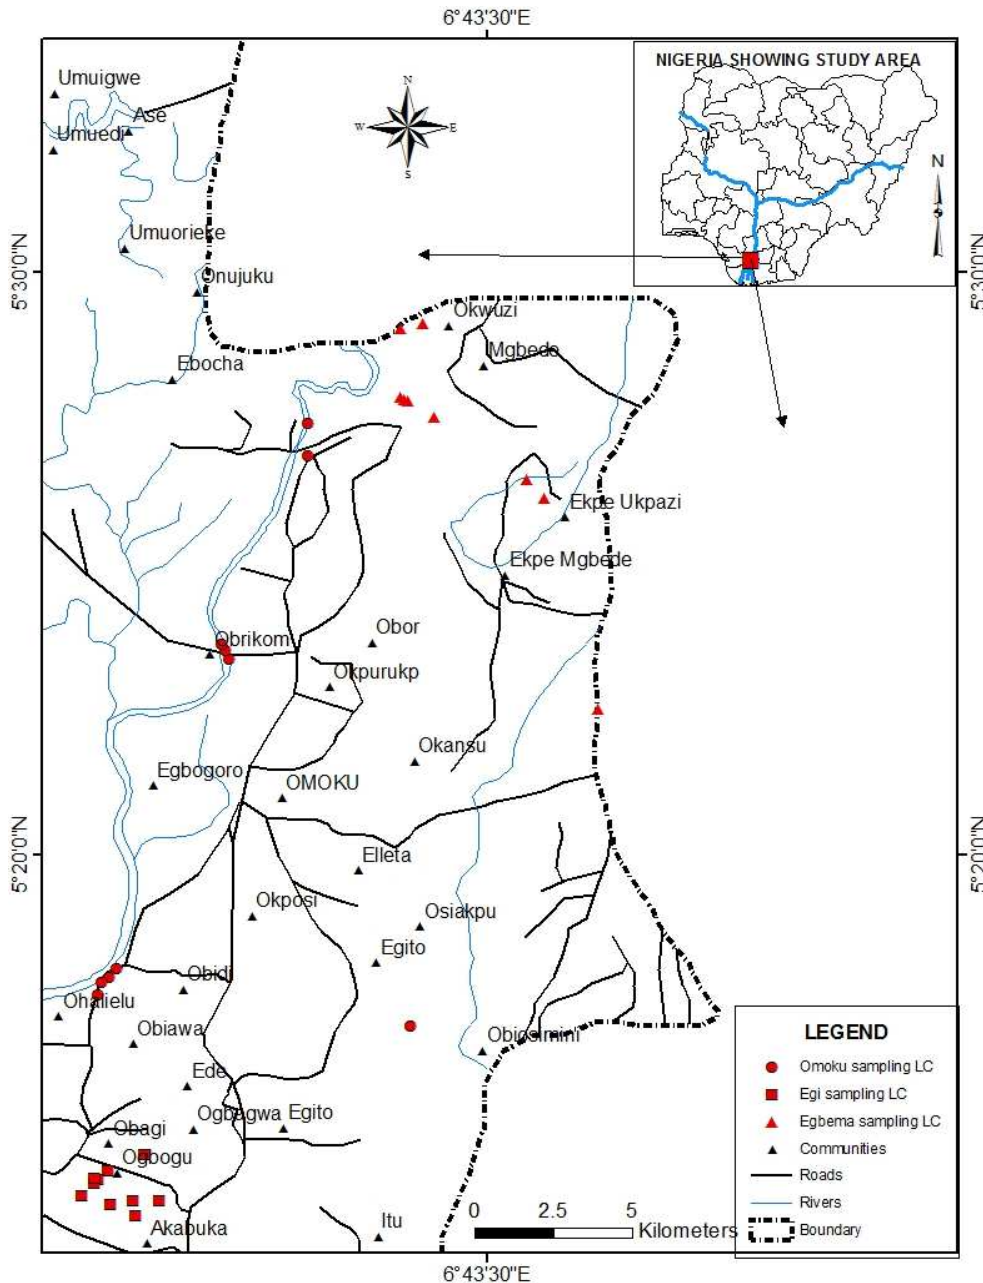 6°43'30"E
NIGERIA SHOWING STUDY AREA
N
Umuigwe
Ase
Umuedi
N
W E
S
Umuorieke
Onujuku
5°30'0"N
5°30'0"N
Okwuzi
Mgbede
Ebocha
Ekpe Ukpazi
Ekpe Mgbede
Obrikom
Obor
Okpurukp
Okansu
Egbogoro
OMOKU
5°20'0"N
5°20'0"N
Elleta
Okposi
Osiakpu
Egito
Obidi
Ohalielu
Obiawa
Obiosimini
Ede
Ogbagwa
Egito
Obagi
Ogbogu
Akabuka
Itu
LEGEND
Omoku sampling LC
Egi sampling LC
Egbema sampling LC
Communities
Roads
Rivers
Boundary
0 2.5 5
Kilometers
6°43'30"E